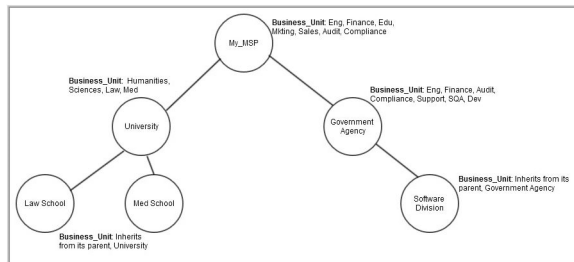 Business_Unit: Eng, Finance, Edu,
Mkting, Sales, Audit, Compliance
My_MSP
Business_Unit: Humanities,
Sciences, Law, Med
Business_Unit: Eng, Finance, Audit,
Compliance, Support, SQA, Dev
University
Government
Agency
Business_Unit: Inherits from its
parent, Government Agency
Law School
Med School
Software
Division
Business_Unit: Inherits
from its parent, University